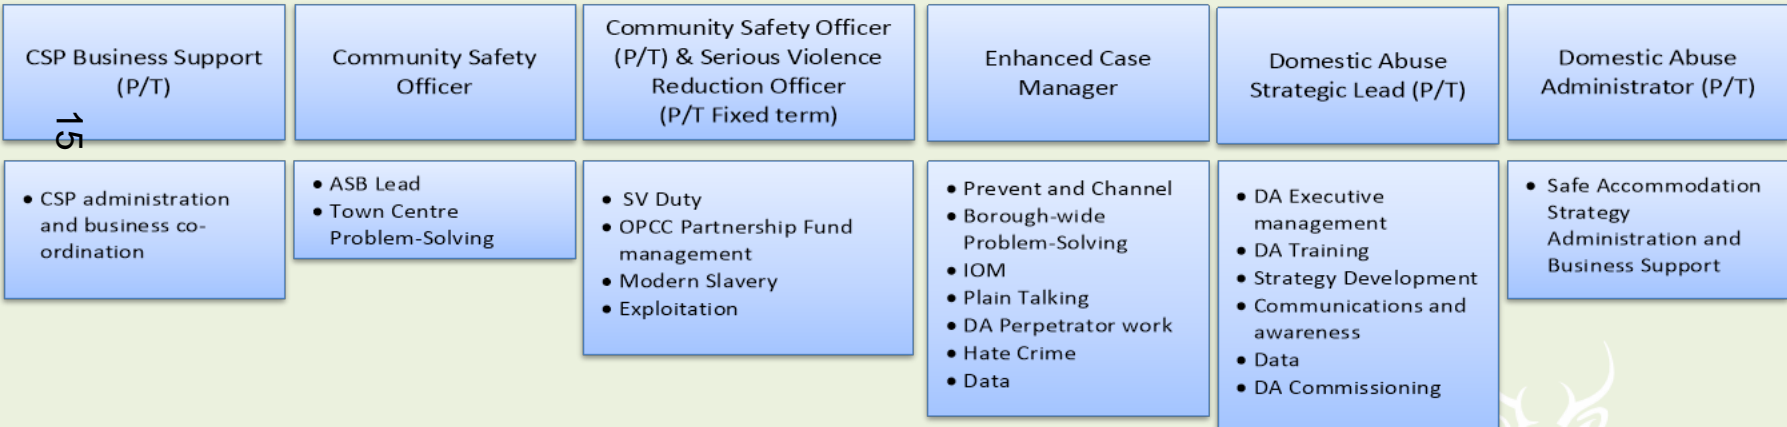 CSP Business Support
(P/T)
Community Safety
Officer
Community Safety Officer
(P/T) & Serious Violence
Reduction Officer
(P/T Fixed term)
Enhanced Case
Manager
Domestic Abuse
Strategic Lead (P/T)
Domestic Abuse
Administrator (P/T)
15
• CSP administration
and business co-
ordination
• ASB Lead
• Town Centre
Problem-Solving
• SV Duty
• OPCC Partnership Fund
management
• Modern Slavery
• Exploitation
• Prevent and Channel
• Borough-wide
Problem-Solving
• IOM
• Plain Talking
• DA Perpetrator work
• Hate Crime
• Data
• DA Executive
management
• DA Training
• Strategy Development
• Communications and
awareness
• Data
• DA Commissioning
• Safe Accommodation
Strategy
Administration and
Business Support